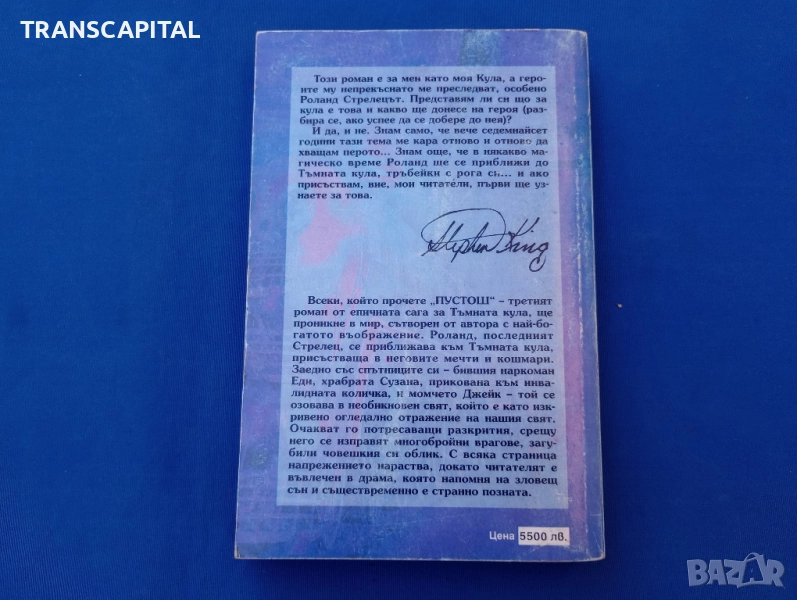 TRANSCAPITAL
Този роман е за мен като моя Кула, а геро-
ите му непрекъснато ме преследват, особено
Роланд Стрелецът. Представям ли си що за
кула е това и какво ще донесе на героя (раз-
бира се, ако успее да се добере до нея)?
И да, и не. Знам само, че вече седемнайсет
години тази тема ме кара отново и отново да
хващам перото... Знам още, че в някакво ма-
гическо време Роланд ще се приближи до
Тъмната кула, тръбейки с рога си... и ако
присъствам, вие, мои читатели, първи ще уз-
наете за това.
Stephen King
Всеки, който прочете „ПУСТОШ“ – третият
роман от епичната сага за Тъмната кула, ще
проникне в мир, сътворен от автора с най-бо-
гатото въображение. Роланд, последният
Стрелец, се приближава към Тъмната кула,
присъстваща в неговите мечти и кошмари.
Заедно със спътниците си – бившия наркоман
Еди, храбрата Сузана, прикована към инва-
лидната количка, и момчето Джейк – той се
озовава в необикновен свят, който е като изк-
ривено огледално отражение на нашия свят.
Очакват го потресаващи разкрития, срещу
него се изправят многобройни врагове, загу-
били човешкия си облик. С всяка страница
напрежението нараства, докато читателят е
въвлечен в драма, която напомня на зловещ
сън и същевременно е странно позната.
Цена 5500 лв.
BAZAR